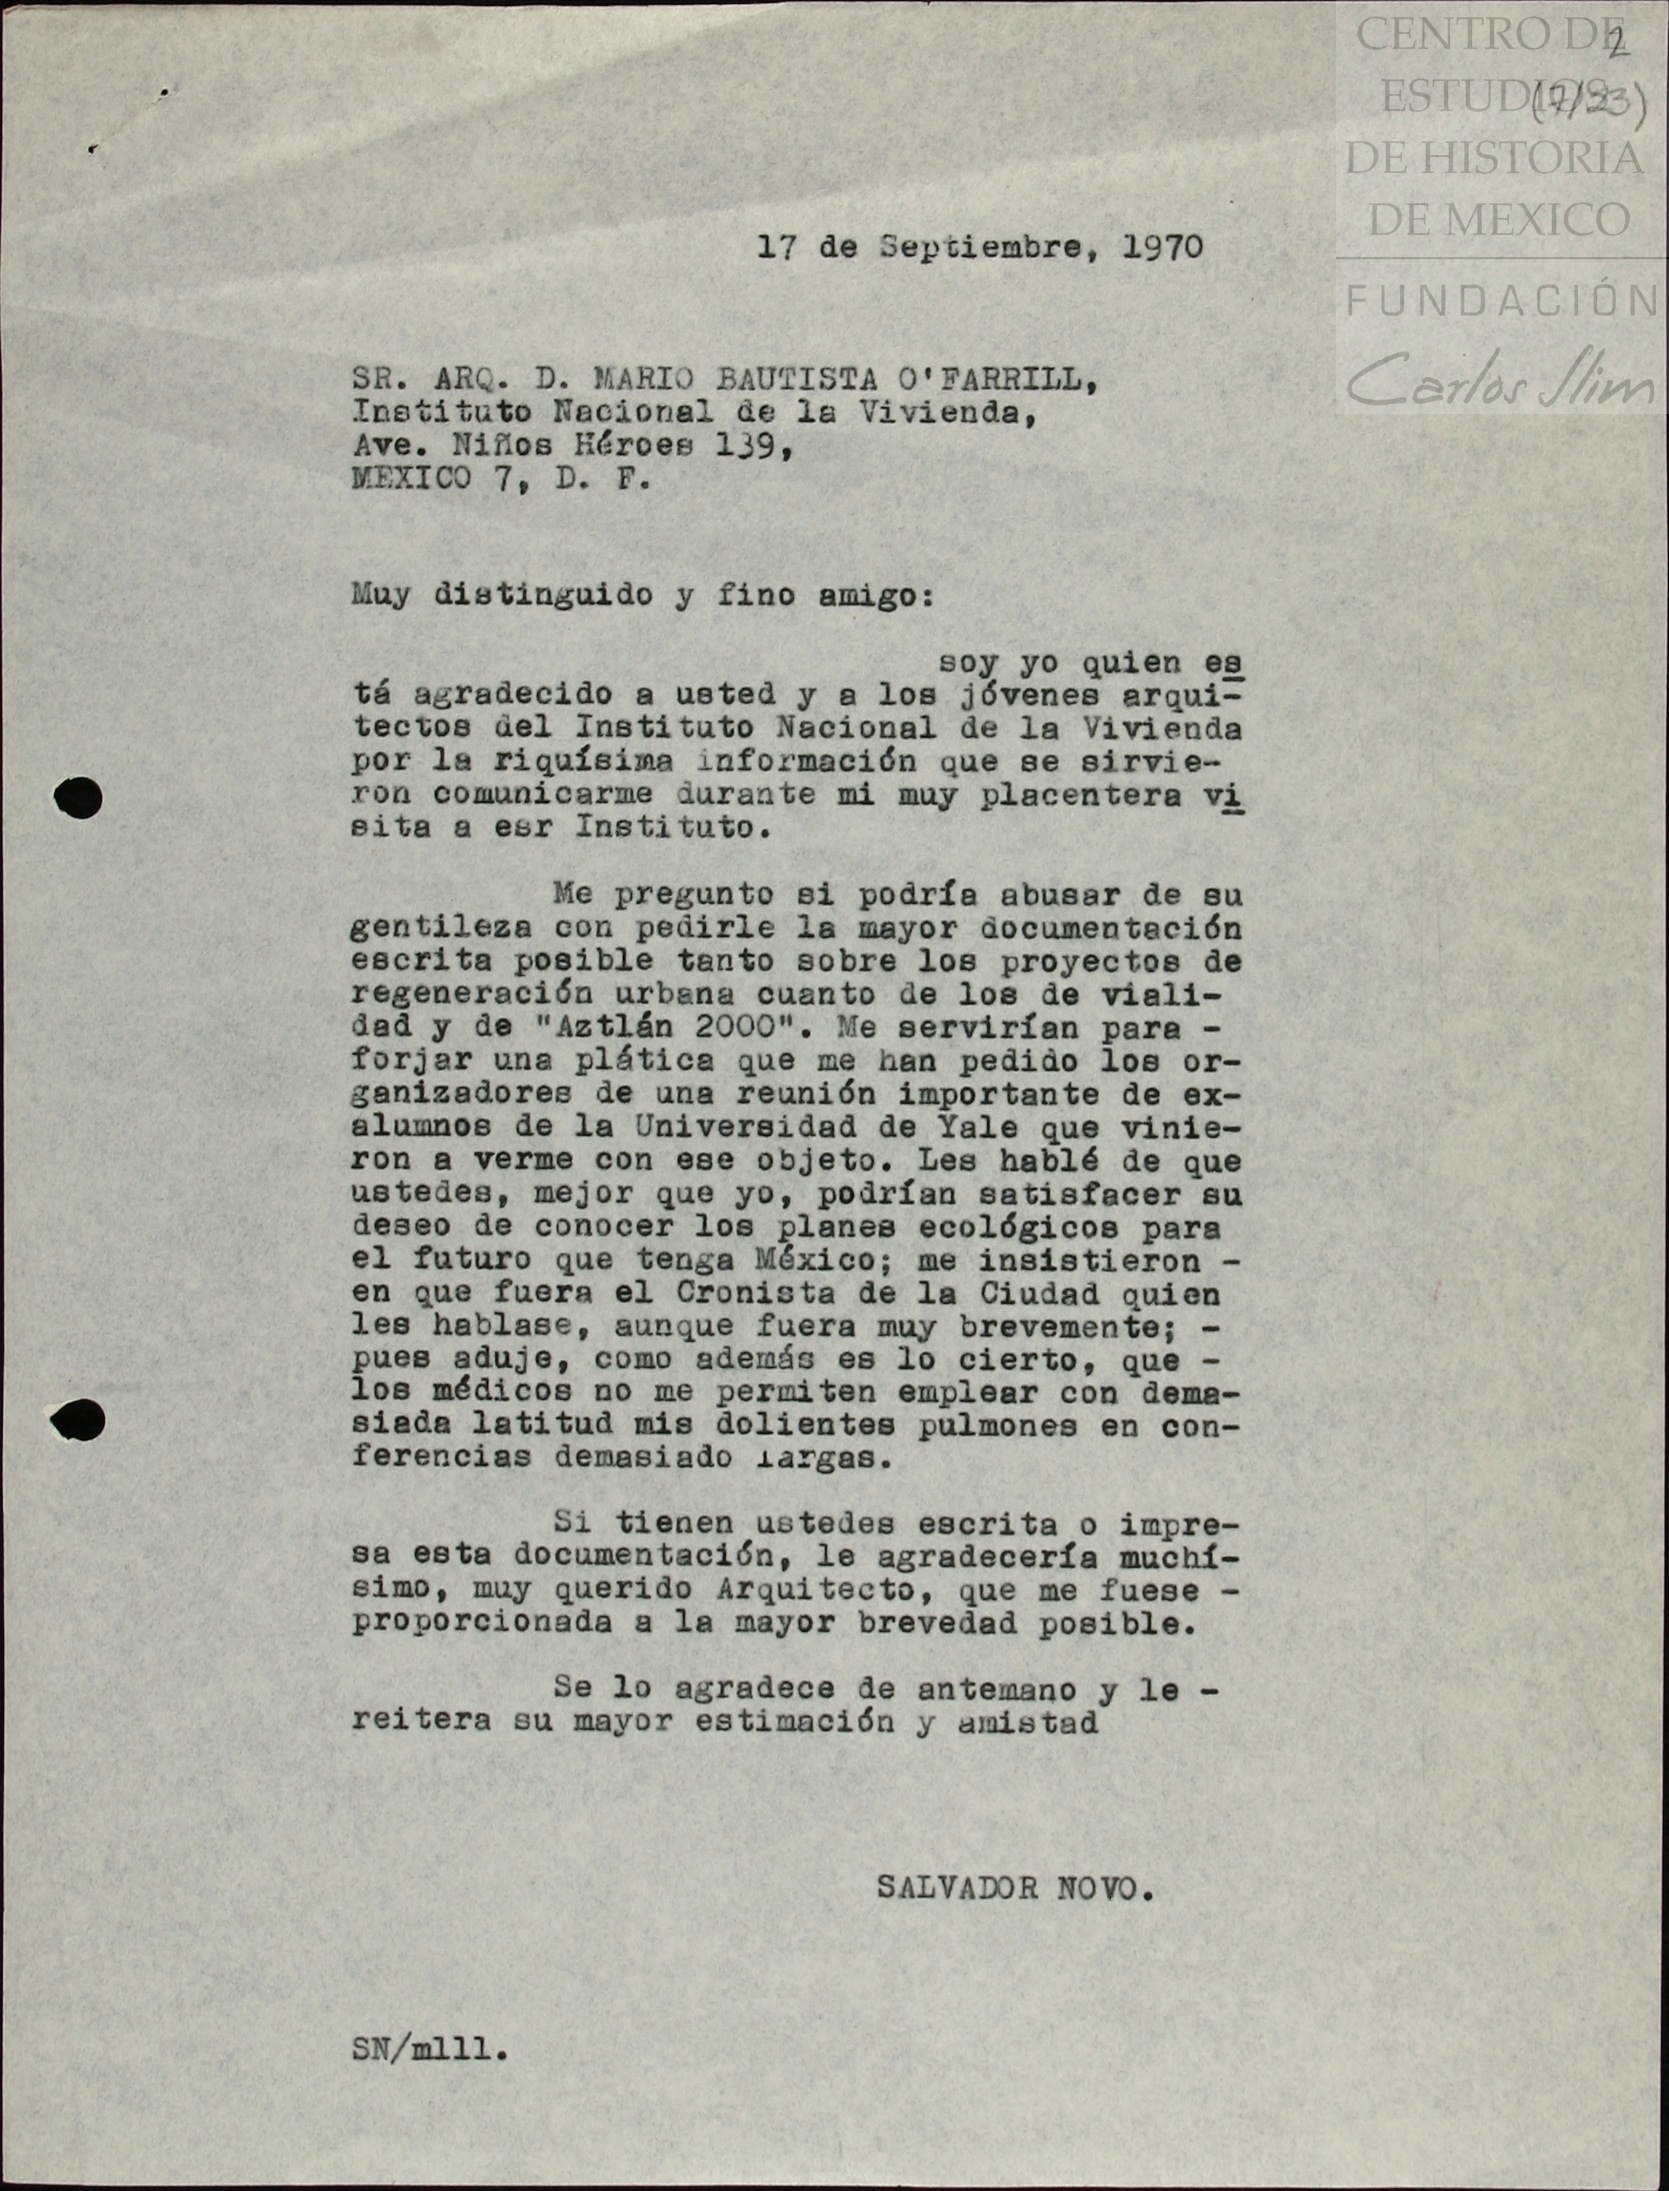 CENTRO DE
ESTUDIOS
DE HISTORIA
DE MEXICO
FUNDACIÓN
Carlos Slim
2
(7/23)
17 de Septiembre, 1970
SR. ARQ. D. MARIO BAUTISTA O'FARRILL,
Instituto Nacional de la Vivienda,
Ave. Niños Héroes 139,
MEXICO 7, D. F.
Muy distinguido y fino amigo:
soy yo quien es
tá agradecido a usted y a los jóvenes arqui-
tectos del Instituto Nacional de la Vivienda
por la riquísima información que se sirvie-
ron comunicarme durante mi muy placentera vi
sita a esr Instituto.
Me pregunto si podría abusar de su
gentileza con pedirle la mayor documentación
escrita posible tanto sobre los proyectos de
regeneración urbana cuanto de los de viali-
dad y de "Aztlán 2000". Me servirían para -
forjar una plática que me han pedido los or-
ganizadores de una reunión importante de ex-
alumnos de la Universidad de Yale que vinie-
ron a verme con ese objeto. Les hablé de que
ustedes, mejor que yo, podrían satisfacer su
deseo de conocer los planes ecológicos para
el futuro que tenga México; me insistieron -
en que fuera el Cronista de la Ciudad quien
les hablase, aunque fuera muy brevemente; -
pues aduje, como además es lo cierto, que -
los médicos no me permiten emplear con dema-
siada latitud mis dolientes pulmones en con-
ferencias demasiado largas.
Si tienen ustedes escrita o impre-
sa esta documentación, le agradecería muchí-
simo, muy querido Arquitecto, que me fuese -
proporcionada a la mayor brevedad posible.
Se lo agradece de antemano y le -
reitera su mayor estimación y amistad
SALVADOR NOVO.
SN/mlll.